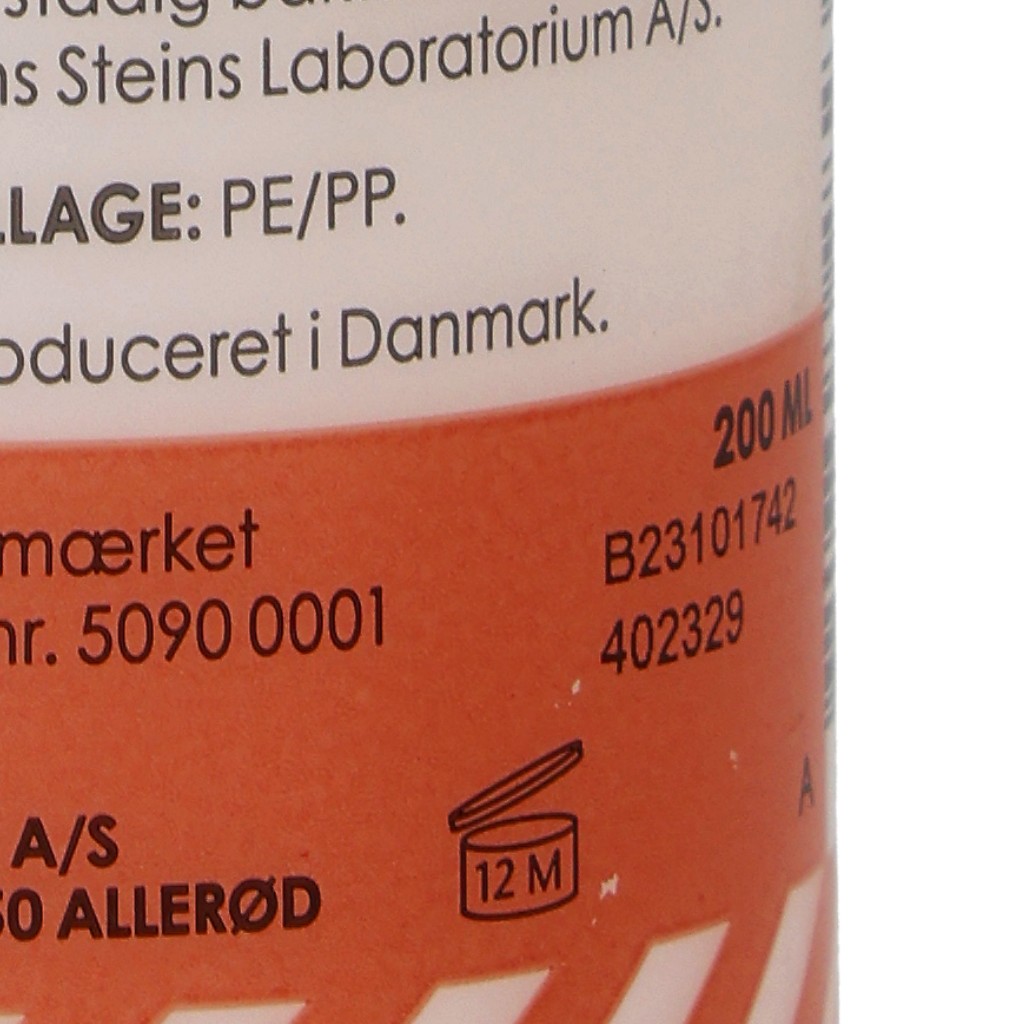 ns Steins Laboratorium A/S.
LLAGE: PE/PP.
oduceret i Danmark.
200 ML
mærket
B23101742
nr. 5090 0001
402329
A
A/S
12 M
50 ALLERØD